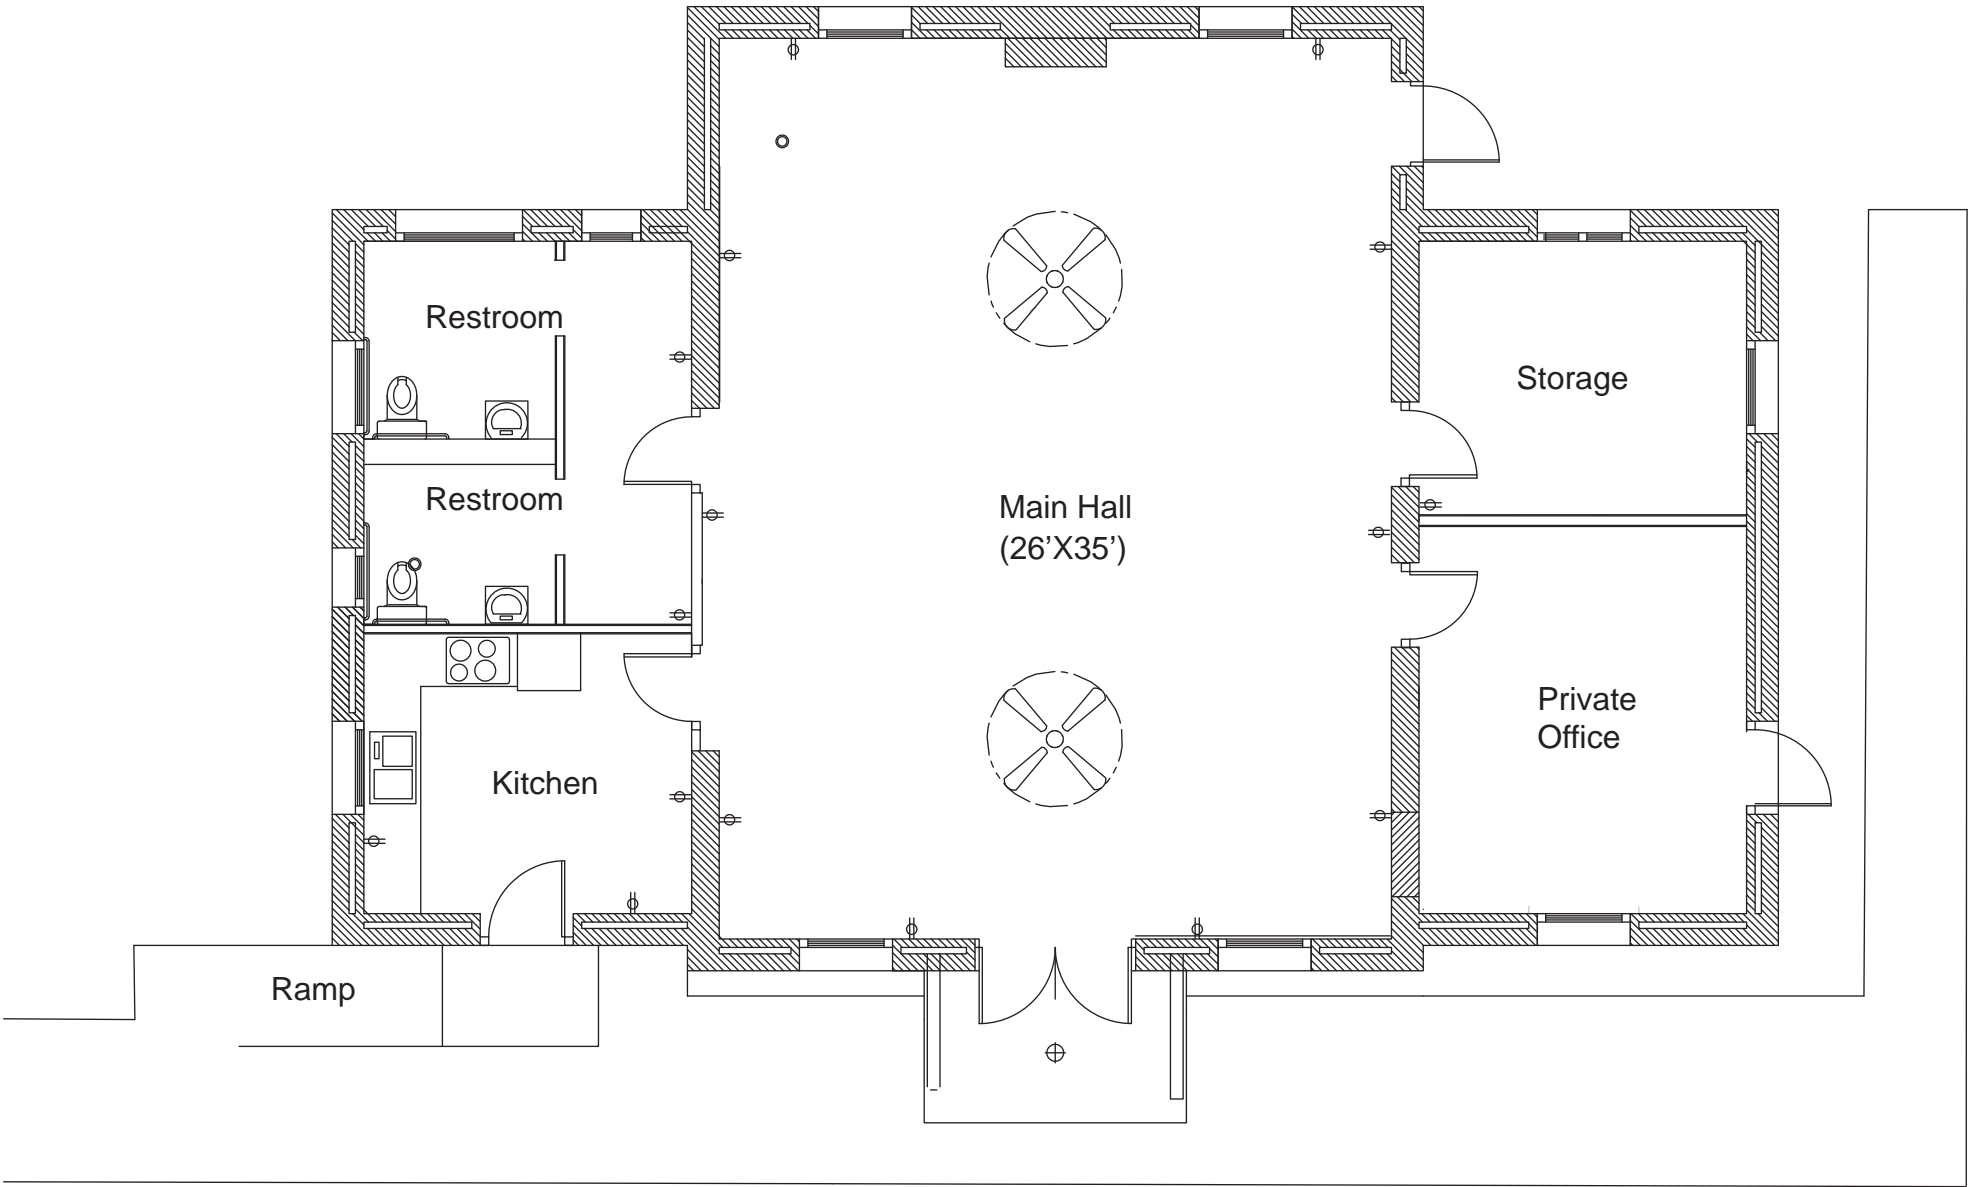 Restroom
Storage
Restroom
Main Hall
(26’X35’)
Private
Office
Kitchen
Ramp